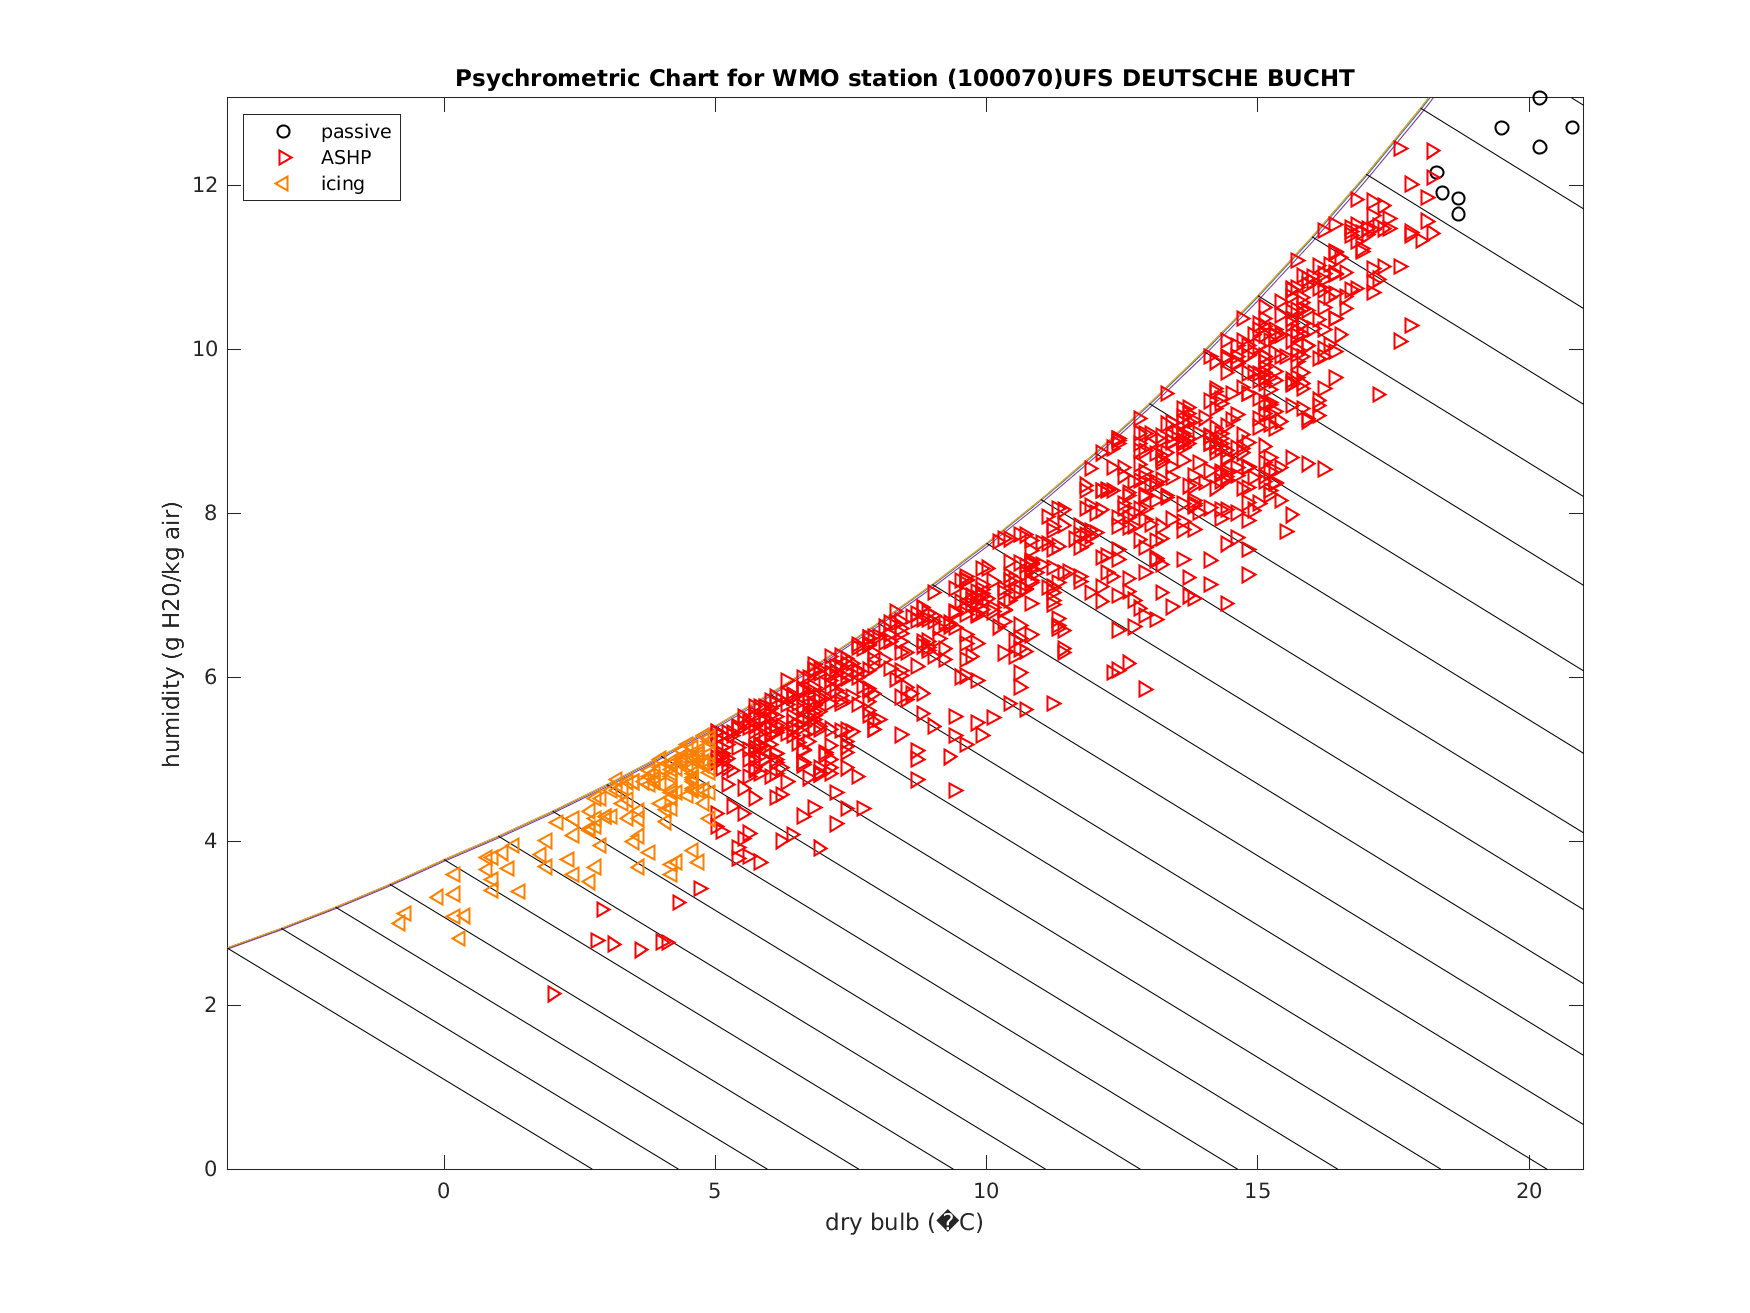 Psychrometric Chart for WMO station (100070)UFS DEUTSCHE BUCHT
passive
ASHP
icing
12
10
8
6
4
2
0
humidity (g H20/kg air)
0 5 10 15 20
dry bulb (�C)